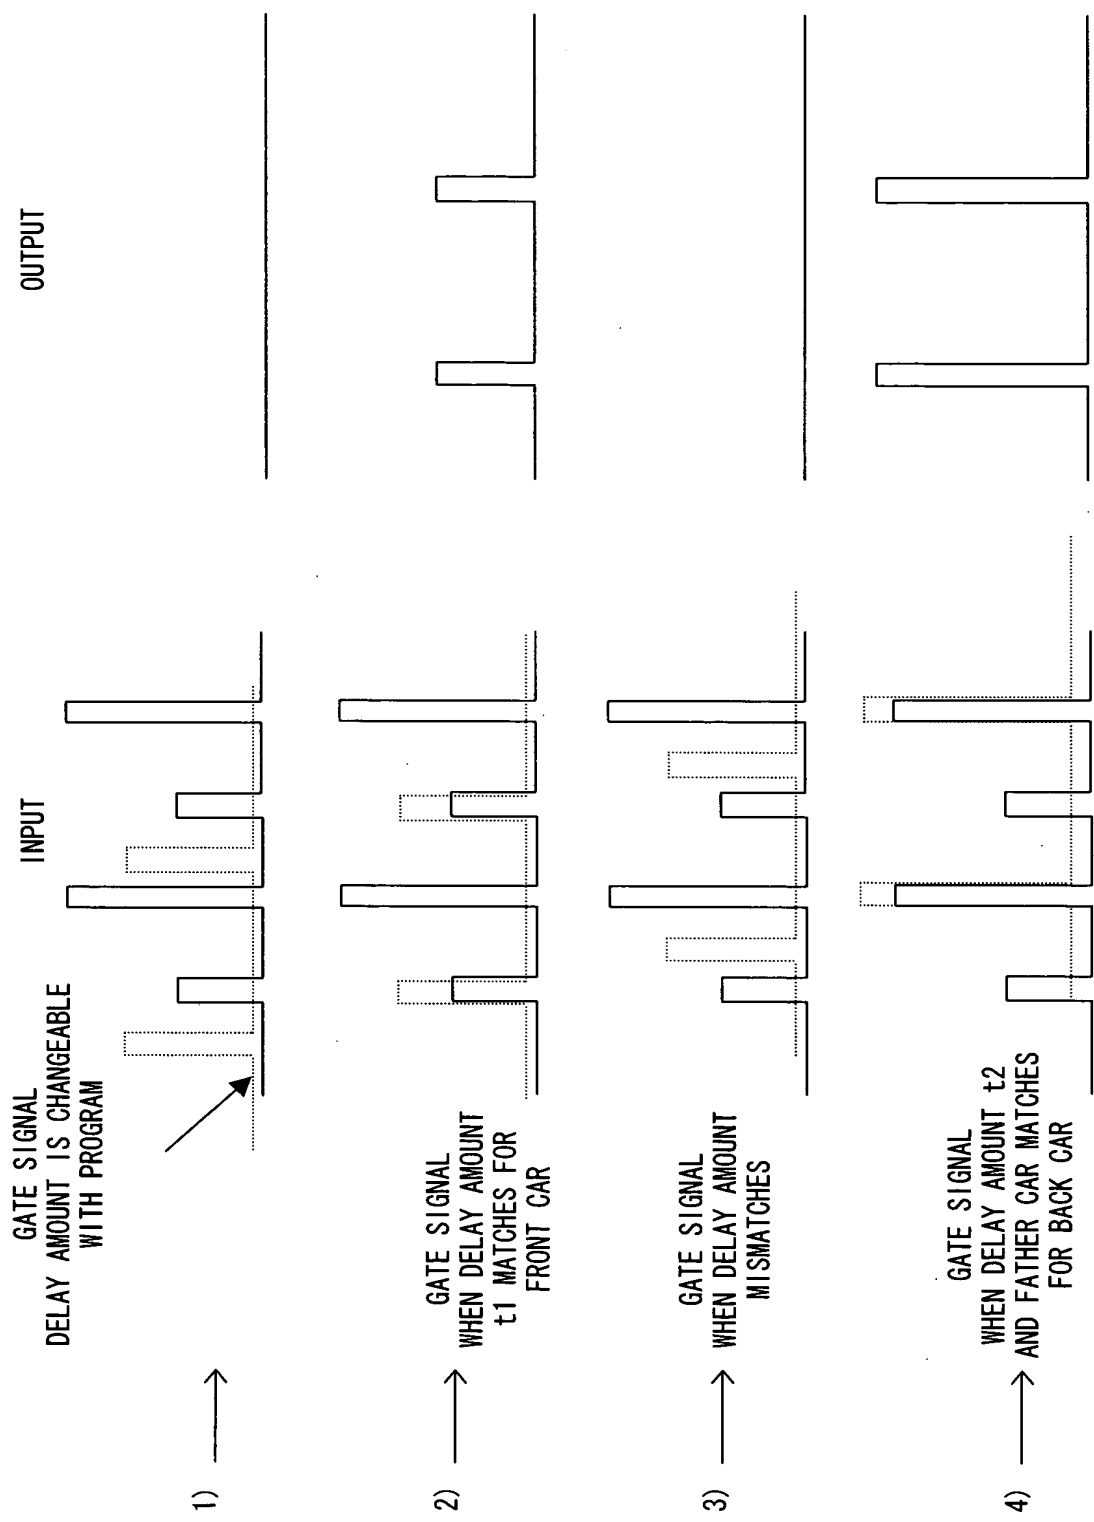 INPUT
OUTPUT
1)
GATE SIGNAL
DELAY AMOUNT IS CHANGEABLE
WITH PROGRAM
2)
GATE SIGNAL
WHEN DELAY AMOUNT
t1 MATCHES FOR
FRONT CAR
3)
GATE SIGNAL
WHEN DELAY AMOUNT
MISMATCHES
4)
GATE SIGNAL
WHEN DELAY AMOUNT t2
AND FATHER CAR MATCHES
FOR BACK CAR